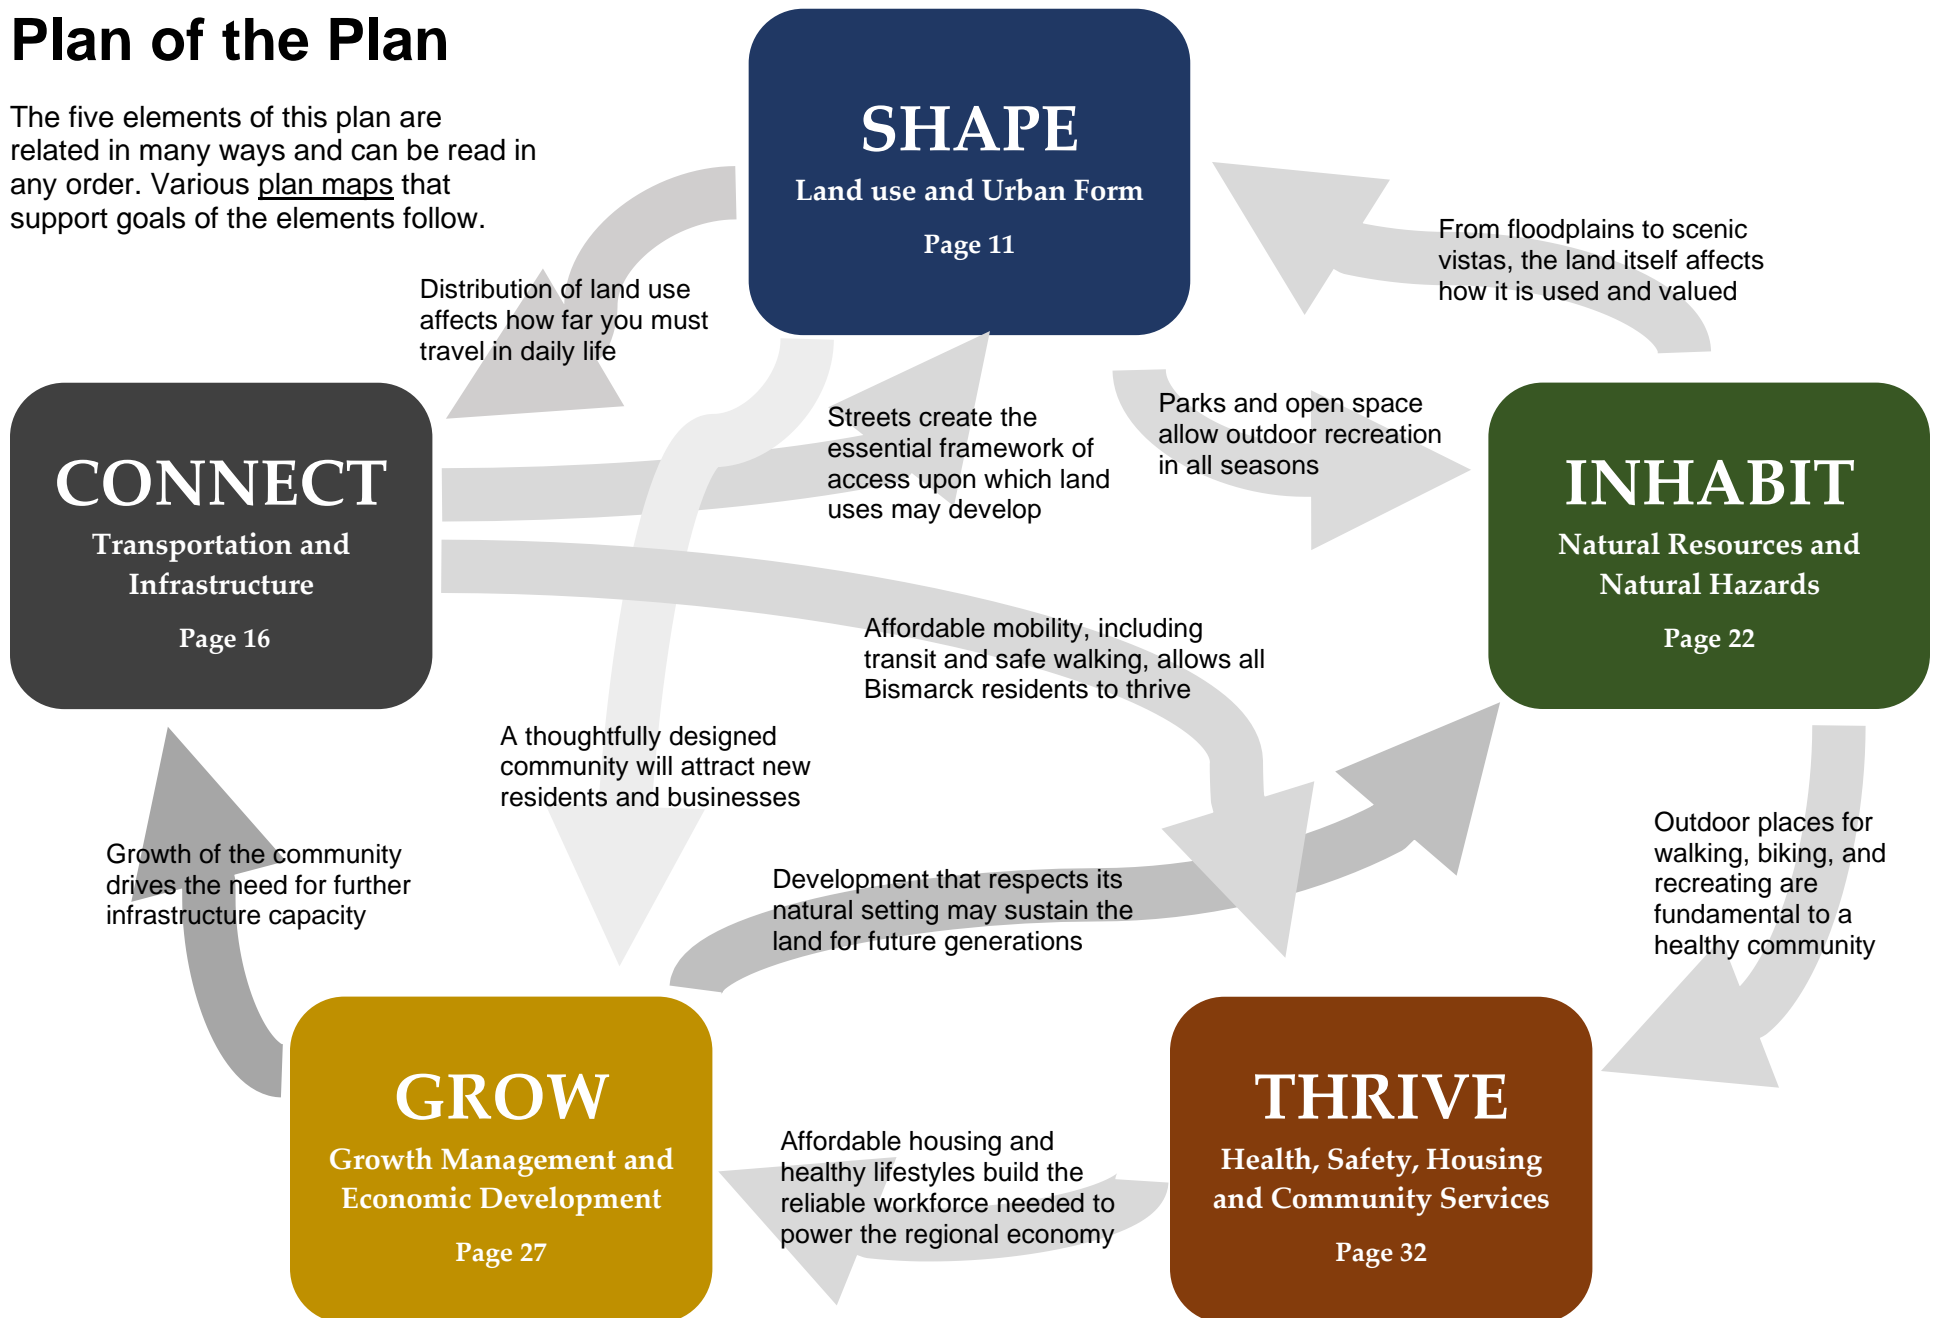 Plan of the Plan
The five elements of this plan are
related in many ways and can be read in
any order. Various plan maps that
support goals of the elements follow.
SHAPE
Land use and Urban Form
Page 11
From floodplains to scenic
vistas, the land itself affects
how it is used and valued
Distribution of land use
affects how far you must
travel in daily life
Streets create the
essential framework of
access upon which land
uses may develop
Parks and open space
allow outdoor recreation
in all seasons
CONNECT
Transportation and
Infrastructure
Page 16
INHABIT
Natural Resources and
Natural Hazards
Page 22
Affordable mobility, including
transit and safe walking, allows all
Bismarck residents to thrive
A thoughtfully designed
community will attract new
residents and businesses
Growth of the community
drives the need for further
infrastructure capacity
Development that respects its
natural setting may sustain the
land for future generations
Outdoor places for
walking, biking, and
recreating are
fundamental to a
healthy community
GROW
Growth Management and
Economic Development
Page 27
Affordable housing and
healthy lifestyles build the
reliable workforce needed to
power the regional economy
THRIVE
Health, Safety, Housing
and Community Services
Page 32